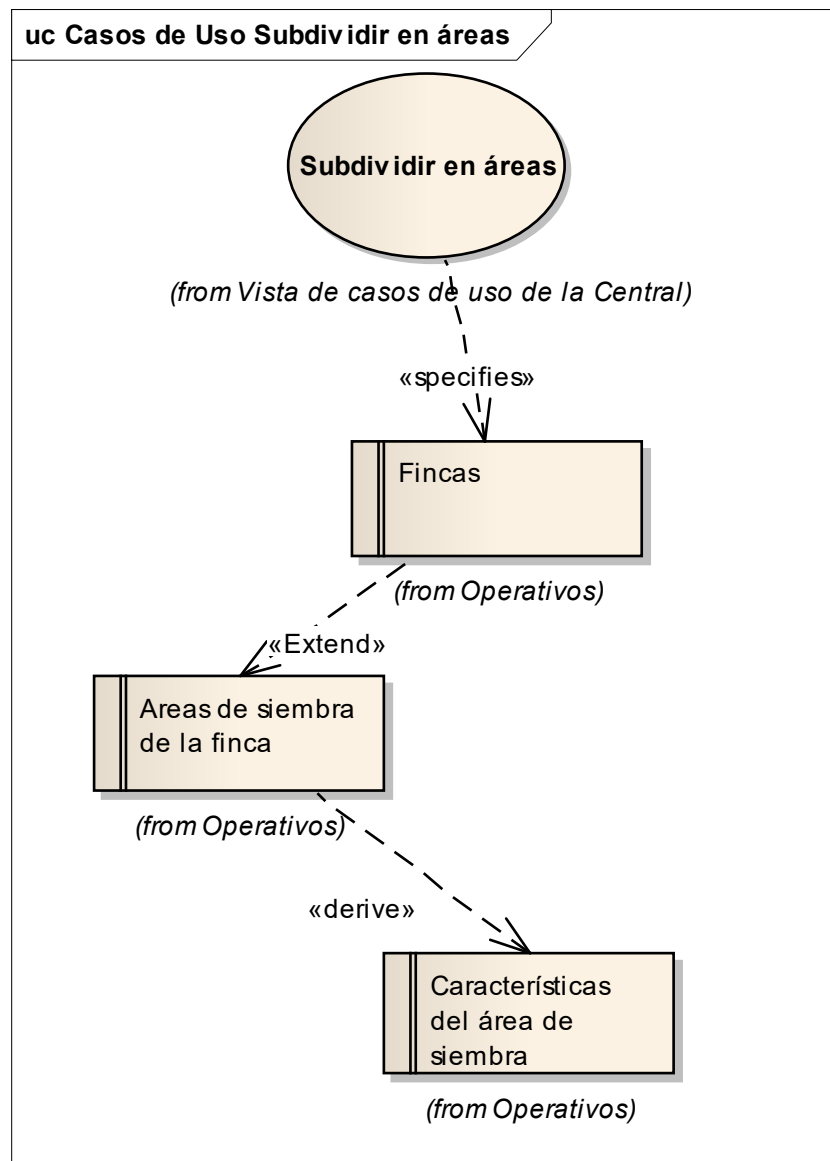 uc Casos de Uso Subdividir en áreas
Subdividir en áreas
(from Vista de casos de uso de la Central)
«specifies»
Fincas
(from Operativos)
«Extend»
Areas de siembra
de la finca
(from Operativos)
«derive»
Características
del área de
siembra
(from Operativos)